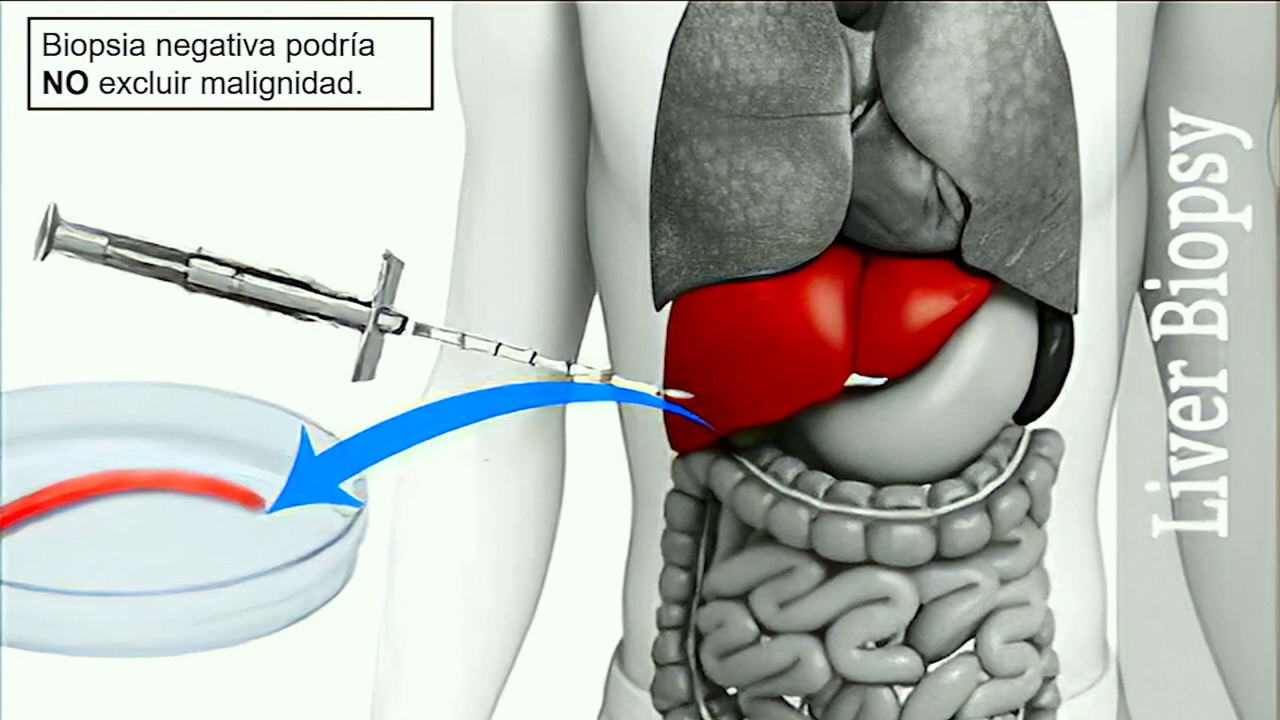 Biopsia negativa podría
NO excluir malignidad.
Liver Biopsy